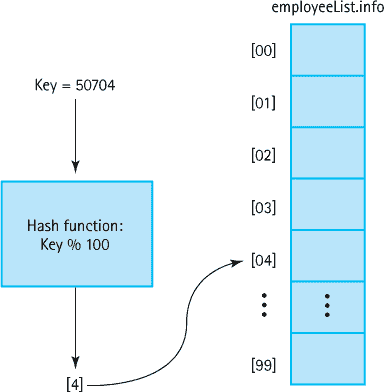 employeeList.info
[00]
Key = 50704
[01]
[02]
[03]
Hash function:
Key % 100
[04]
[99]
[4]